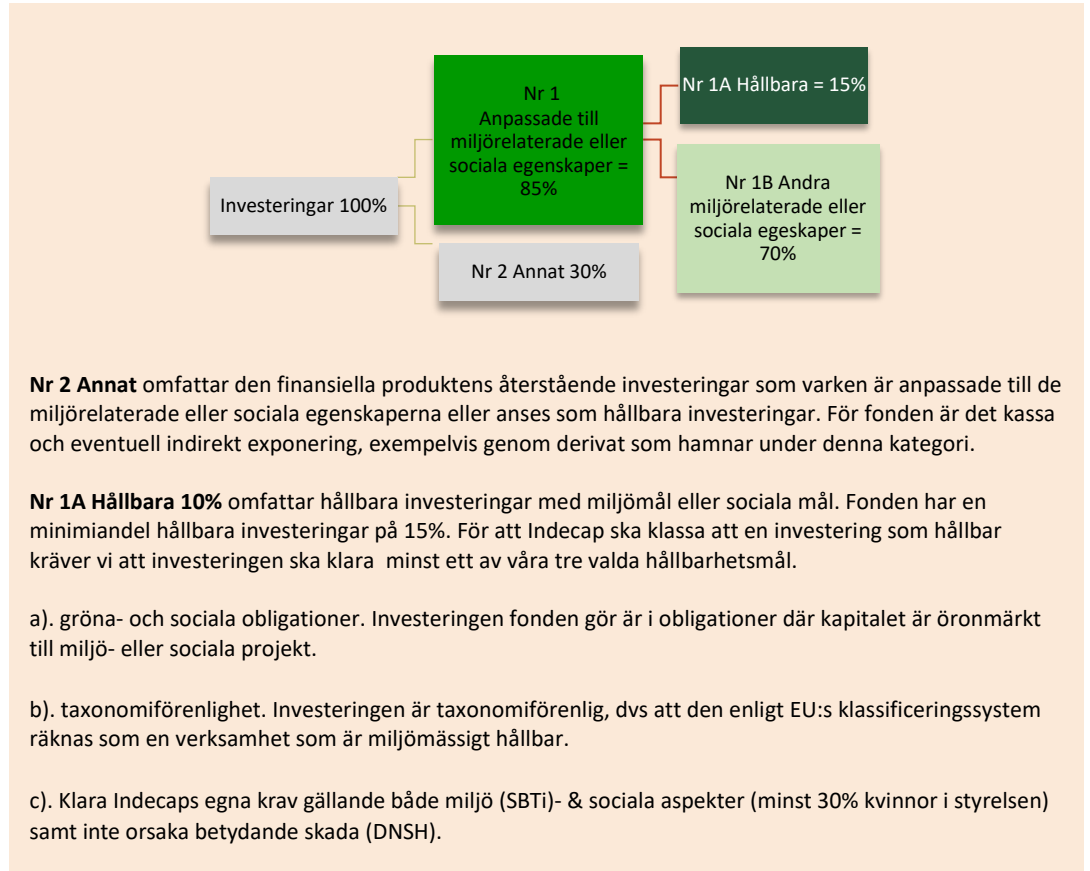 Nr 1
Anpassade till
miljörelaterade eller
sociala egenskaper =
85%
Nr 1A Hållbara = 15%
Investeringar 100%
Nr 1B Andra
miljörelaterade eller
sociala egeskaper =
70%
Nr 2 Annat 30%
Nr 2 Annat omfattar den finansiella produktens återstående investeringar som varken är anpassade till de
miljörelaterade eller sociala egenskaperna eller anses som hållbara investeringar. För fonden är det kassa
och eventuell indirekt exponering, exempelvis genom derivat som hamnar under denna kategori.
Nr 1A Hållbara 10% omfattar hållbara investeringar med miljömål eller sociala mål. Fonden har en
minimiandel hållbara investeringar på 15%. För att Indecap ska klassa att en investering som hållbar
kräver vi att investeringen ska klara  minst ett av våra tre valda hållbarhetsmål.
a). gröna- och sociala obligationer. Investeringen fonden gör är i obligationer där kapitalet är öronmärkt
till miljö- eller sociala projekt.
b). taxonomiförenlighet. Investeringen är taxonomiförenlig, dvs att den enligt EU:s klassificeringssystem
räknas som en verksamhet som är miljömässigt hållbar.
c). Klara Indecaps egna krav gällande både miljö (SBTi)- & sociala aspekter (minst 30% kvinnor i styrelsen)
samt inte orsaka betydande skada (DNSH).